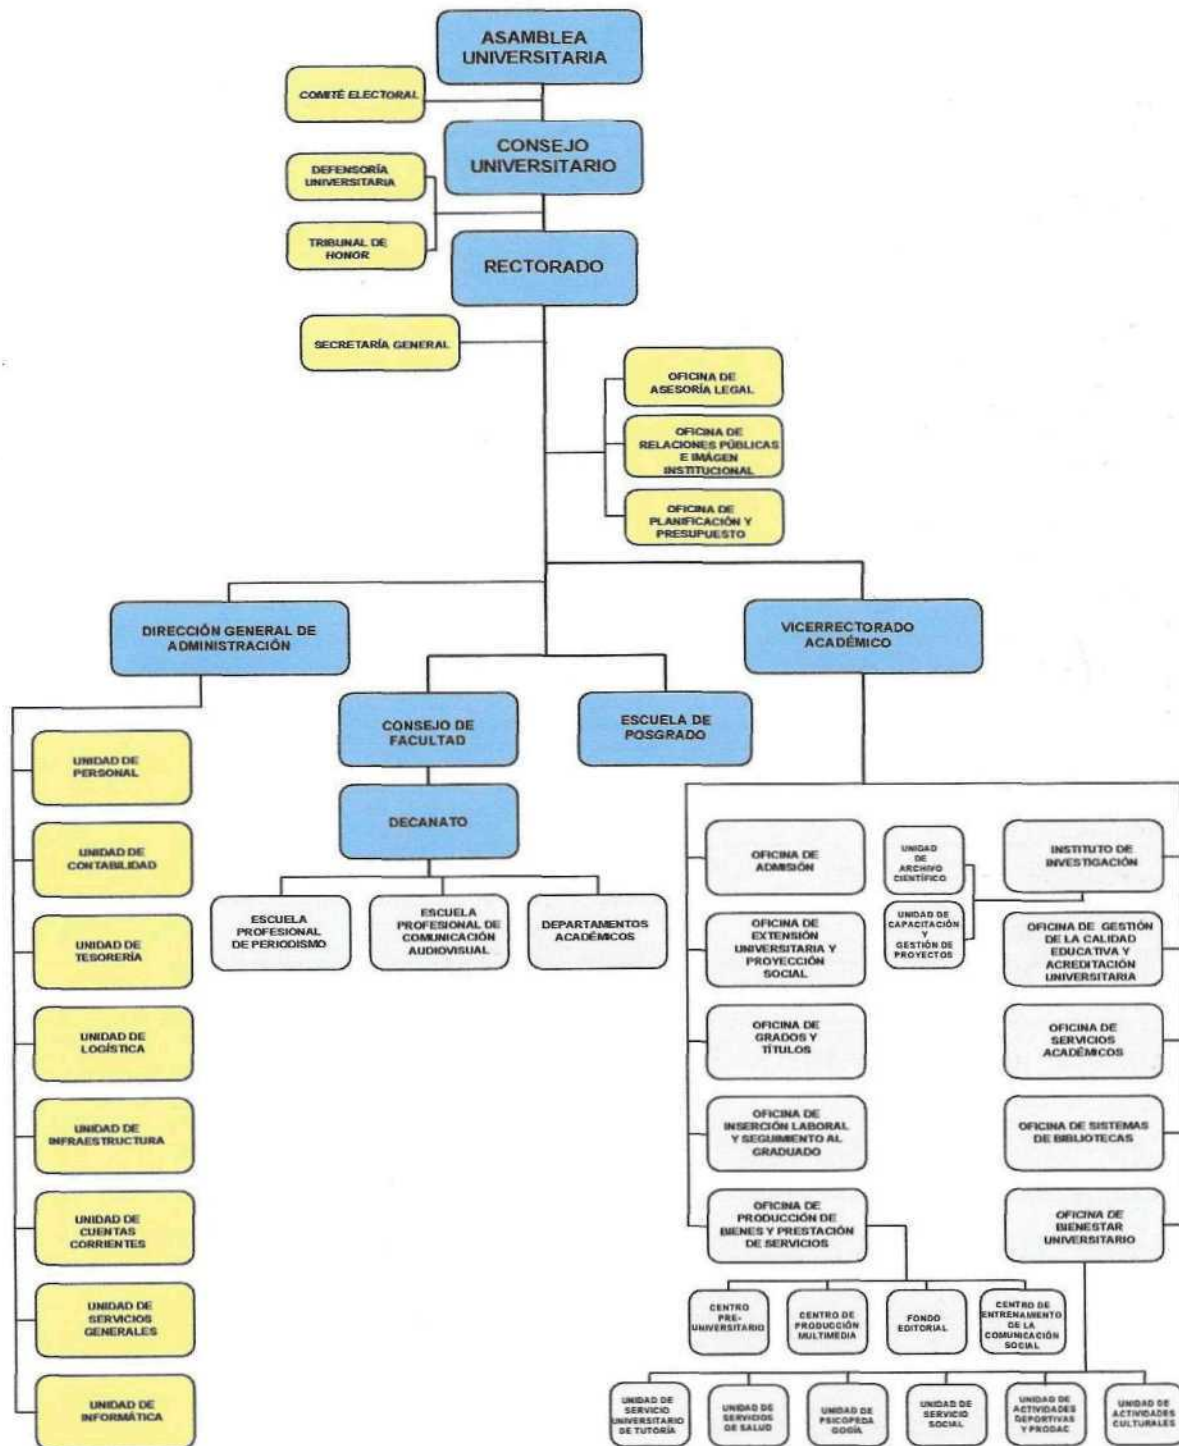 ASAMBLEA
UNIVERSITARIA
COMITÉ ELECTORAL
CONSEJO
UNIVERSITARIO
DEFENSORÍA
UNIVERSITARIA
TRIBUNAL DE
HONOR
RECTORADO
SECRETARÍA GENERAL
OFICINA DE
ASESORÍA LEGAL
OFICINA DE
RELACIONES PÚBLICAS
E IMÁGEN
INSTITUCIONAL
OFICINA DE
PLANIFICACIÓN Y
PRESUPUESTO
DIRECCIÓN GENERAL DE
ADMINISTRACIÓN
VICERRECTORADO
ACADÉMICO
CONSEJO DE
FACULTAD
ESCUELA DE
POSGRADO
DECANATO
ESCUELA
PROFESIONAL
DE PERIODISMO
ESCUELA
PROFESIONAL DE
COMUNICACIÓN
AUDIOVISUAL
DEPARTAMENTOS
ACADÉMICOS
UNIDAD DE
PERSONAL
UNIDAD DE
CONTABILIDAD
UNIDAD DE
TESORERÍA
UNIDAD DE
LOGÍSTICA
UNIDAD DE
INFRAESTRUCTURA
UNIDAD DE
CUENTAS
CORRIENTES
UNIDAD DE
SERVICIOS
GENERALES
UNIDAD DE
INFORMÁTICA
OFICINA DE
ADMISIÓN
OFICINA DE
EXTENSIÓN
UNIVERSITARIA Y
PROYECCIÓN
SOCIAL
OFICINA DE
GRADOS Y
TÍTULOS
OFICINA DE
INSERCIÓN LABORAL
Y SEGUIMIENTO AL
GRADUADO
OFICINA DE
PRODUCCIÓN DE
BIENES Y PRESTACIÓN
DE SERVICIOS
UNIDAD
DE
ARCHIVO
CIENTÍFICO
UNIDAD DE
CAPACITACIÓN
Y
GESTIÓN DE
PROYECTOS
INSTITUTO DE
INVESTIGACIÓN
OFICINA DE GESTIÓN
DE LA CALIDAD
EDUCATIVA Y
ACREDITACIÓN
UNIVERSITARIA
OFICINA DE
SERVICIOS
ACADÉMICOS
OFICINA DE SISTEMAS
DE BIBLIOTECAS
OFICINA DE
BIENESTAR
UNIVERSITARIO
CENTRO
PRE-
UNIVERSITARIO
CENTRO DE
PRODUCCIÓN
MULTIMEDIA
FONDO
EDITORIAL
CENTRO DE
ENTRENAMIENTO
DE LA
COMUNICACIÓN
SOCIAL
UNIDAD DE
SERVICIO
UNIVERSITARIO
DE TUTORÍA
UNIDAD DE
SERVICIOS
DE SALUD
UNIDAD DE
PSICOPEDA
GOGÍA
UNIDAD DE
SERVICIO
SOCIAL
UNIDAD DE
ACTIVIDADES
DEPORTIVAS
Y PRODAC
UNIDAD DE
ACTIVIDADES
CULTURALES